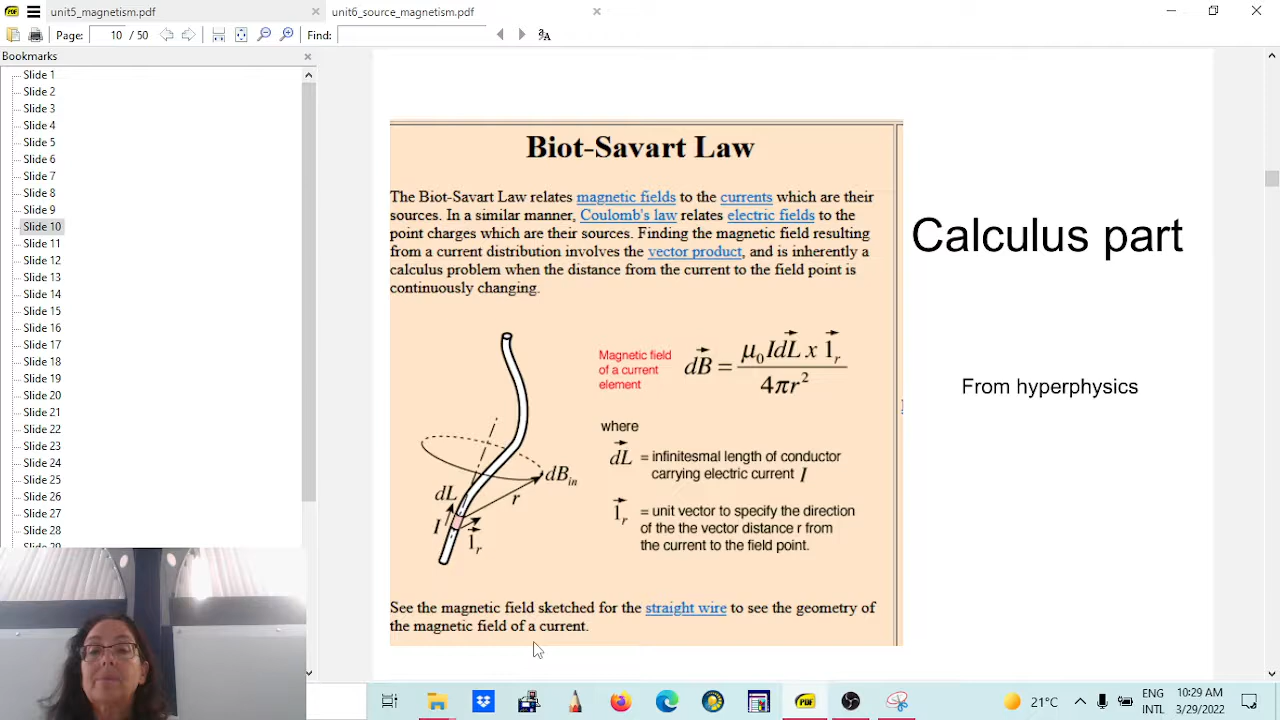 unit5_magnetism.pdf
unit6_source_magnetism.pdf
Page: 10 / 50 Find:
Bookmarks
Slide 1
Slide 2
Slide 3
Slide 4
Slide 5
Slide 6
Slide 7
Slide 8
Slide 9
Slide 10
Slide 11
Slide 12
Slide 13
Slide 14
Slide 15
Slide 16
Slide 17
Slide 18
Slide 19
Slide 20
Slide 21
Slide 22
Slide 23
Slide 24
Slide 25
Slide 26
Slide 27
Slide 28
Slide 29
Biot-Savart Law
The Biot-Savart Law relates magnetic fields to the currents which are their
sources. In a similar manner, Coulomb's law relates electric fields to the
point charges which are their sources. Finding the magnetic field resulting
from a current distribution involves the vector product, and is inherently a
calculus problem when the distance from the current to the field point is
continuously changing.
Magnetic field
of a current
element
dB = μ₀IdL x 1ᵣ / 4πr²
where
dL = infinitesmal length of conductor
carrying electric current I
1ᵣ = unit vector to specify the direction
of the the vector distance r from
the current to the field point.
dB in
dL
r
I
1ᵣ
See the magnetic field sketched for the straight wire to see the geometry of
the magnetic field of a current.
Calculus part
From hyperphysics
21°C
ENG
INTL
10:29 AM
3/29/2022